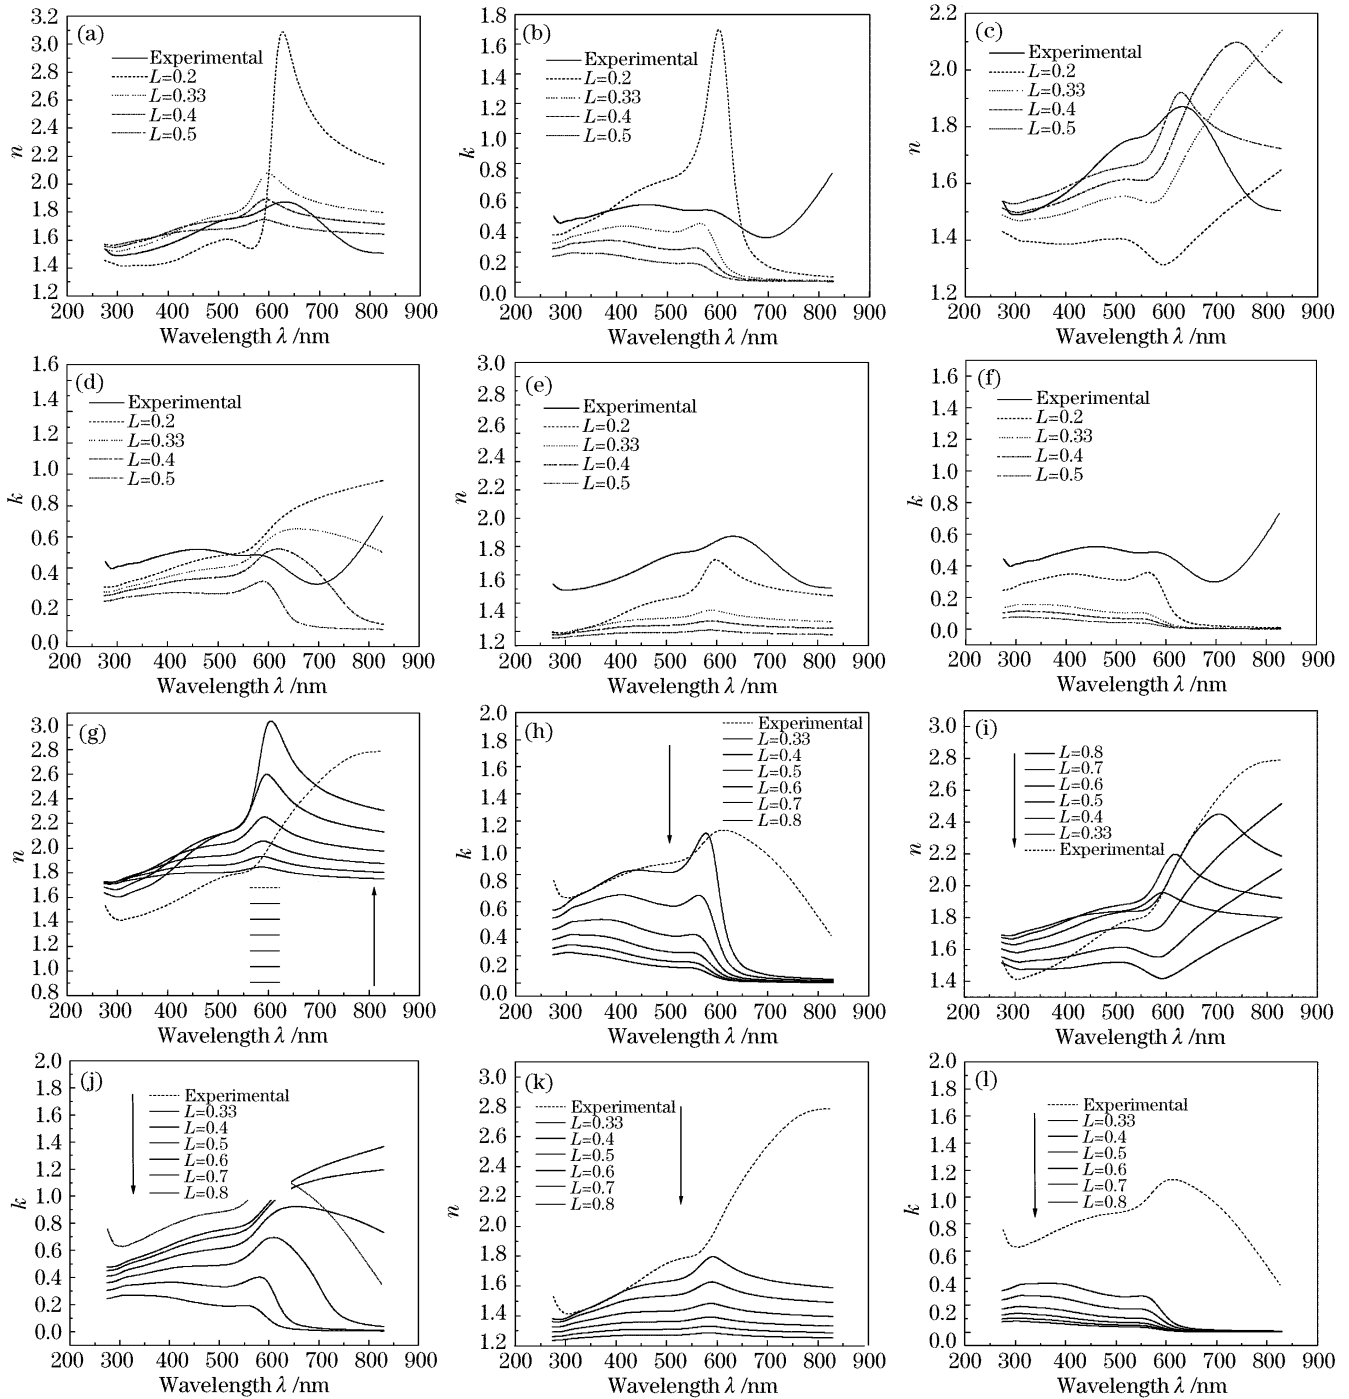 (a)
3.2
3.0
2.8
2.6
2.4
2.2
2.0
1.8
1.6
1.4
1.2
n
Experimental
L=0.2
L=0.33
L=0.4
L=0.5
200 300 400 500 600 700 800 900
Wavelength λ /nm
(b)
1.8
1.6
1.4
1.2
1.0
0.8
0.6
0.4
0.2
0.0
k
Experimental
L=0.2
L=0.33
L=0.4
L=0.5
200 300 400 500 600 700 800 900
Wavelength λ /nm
(c)
2.2
2.0
1.8
1.6
1.4
1.2
n
Experimental
L=0.2
L=0.33
L=0.4
L=0.5
200 300 400 500 600 700 800 900
Wavelength λ /nm
(d)
1.6
1.4
1.2
1.0
0.8
0.6
0.4
0.2
0.0
k
Experimental
L=0.2
L=0.33
L=0.4
L=0.5
200 300 400 500 600 700 800 900
Wavelength λ /nm
(e)
3.0
2.8
2.6
2.4
2.2
2.0
1.8
1.6
1.4
1.2
n
Experimental
L=0.2
L=0.33
L=0.4
L=0.5
200 300 400 500 600 700 800 900
Wavelength λ /nm
(f)
1.6
1.4
1.2
1.0
0.8
0.6
0.4
0.2
0.0
k
Experimental
L=0.2
L=0.33
L=0.4
L=0.5
200 300 400 500 600 700 800 900
Wavelength λ /nm
(g)
3.0
2.8
2.6
2.4
2.2
2.0
1.8
1.6
1.4
1.2
1.0
0.8
n
200 300 400 500 600 700 800 900
Wavelength λ /nm
(h)
2.0
1.8
1.6
1.4
1.2
1.0
0.8
0.6
0.4
0.2
0.0
k
Experimental
L=0.33
L=0.4
L=0.5
L=0.6
L=0.7
L=0.8
200 300 400 500 600 700 800 900
Wavelength λ /nm
(i)
3.0
2.8
2.6
2.4
2.2
2.0
1.8
1.6
1.4
n
L=0.8
L=0.7
L=0.6
L=0.5
L=0.4
L=0.33
Experimental
200 300 400 500 600 700 800 900
Wavelength λ /nm
(j)
2.0
1.8
1.6
1.4
1.2
1.0
0.8
0.6
0.4
0.2
0.0
k
Experimental
L=0.33
L=0.4
L=0.5
L=0.6
L=0.7
L=0.8
200 300 400 500 600 700 800 900
Wavelength λ /nm
(k)
3.0
2.8
2.6
2.4
2.2
2.0
1.8
1.6
1.4
1.2
n
Experimental
L=0.33
L=0.4
L=0.5
L=0.6
L=0.7
L=0.8
200 300 400 500 600 700 800 900
Wavelength λ /nm
(l)
2.0
1.8
1.6
1.4
1.2
1.0
0.8
0.6
0.4
0.2
0.0
k
Experimental
L=0.33
L=0.4
L=0.5
L=0.6
L=0.7
L=0.8
200 300 400 500 600 700 800 900
Wavelength λ /nm